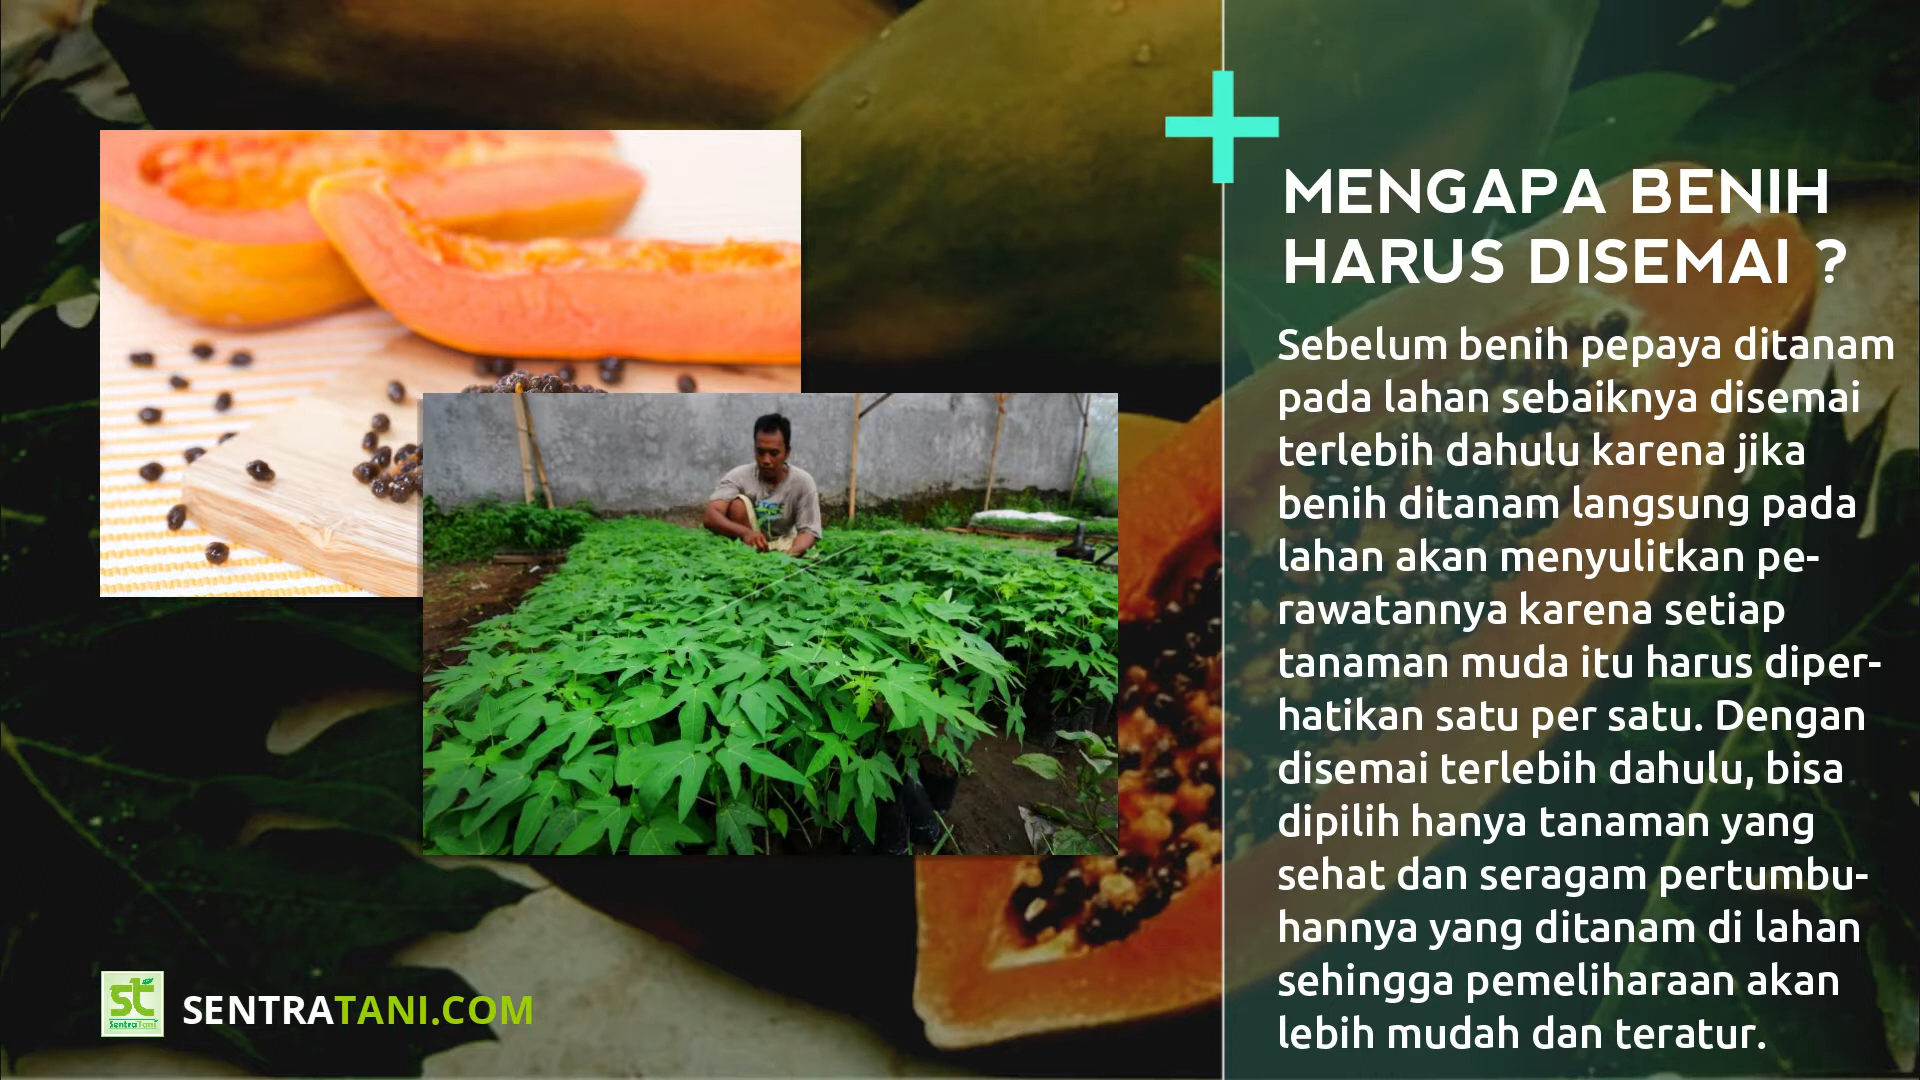 MENGAPA BENIH
HARUS DISEMAI ?
Sebelum benih pepaya ditanam
pada lahan sebaiknya disemai
terlebih dahulu karena jika
benih ditanam langsung pada
lahan akan menyulitkan pe-
rawatannya karena setiap
tanaman muda itu harus diper-
hatikan satu per satu. Dengan
disemai terlebih dahulu, bisa
dipilih hanya tanaman yang
sehat dan seragam pertumbu-
hannya yang ditanam di lahan
sehingga pemeliharaan akan
lebih mudah dan teratur.
st
SentraTani
SENTRATANI.COM